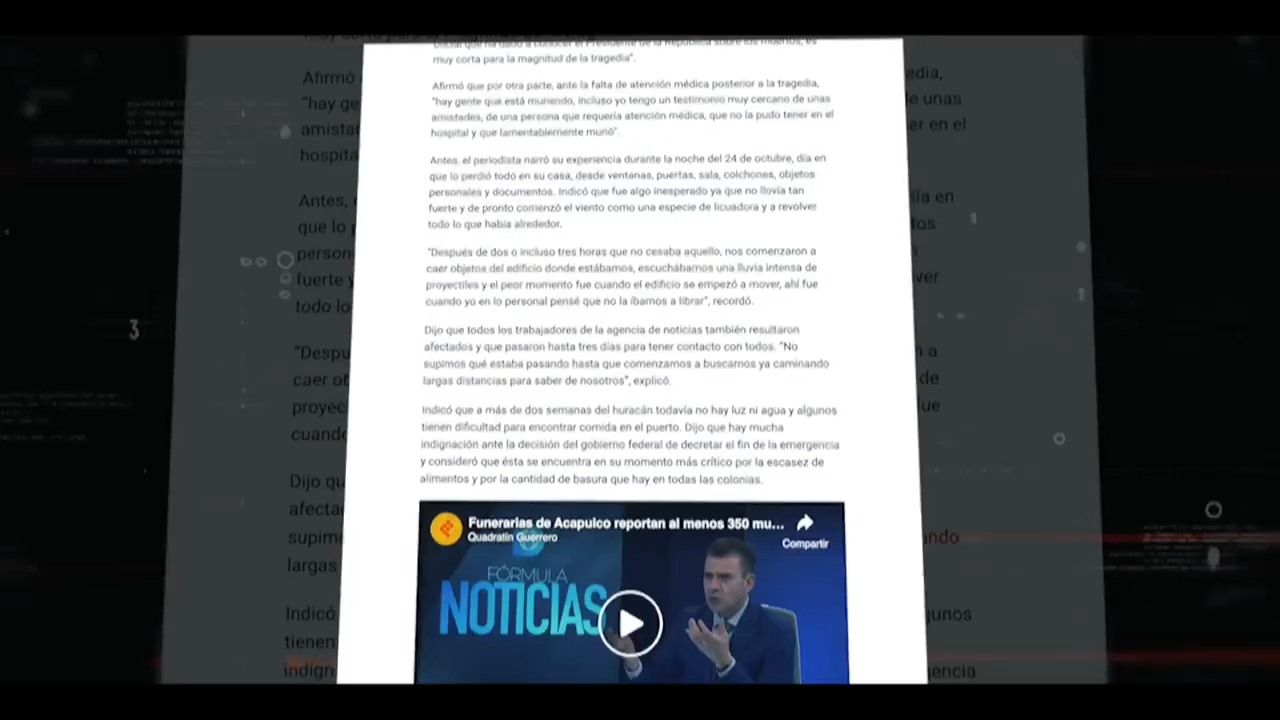 muy corta para la magnitud de la tragedia".
Afirmó que por otra parte, ante la falta de atención médica posterior a la tragedia,
"hay gente que está muriendo, incluso yo tengo un testimonio muy cercano de unas
amistades, de una persona que requería atención médica, que no la pudo tener en el
hospital y que lamentablemente murió".
Antes, el periodista narró su experiencia durante la noche del 24 de octubre, día en
que lo perdió todo en su casa, desde ventanas, puertas, sala, colchones, objetos
personales y documentos. Indicó que fue algo inesperado ya que no llovía tan
fuerte y de pronto comenzó el viento como una especie de licuadora y a revolver
todo lo que había alrededor.
"Después de dos o incluso tres horas que no cesaba aquello, nos comenzaron a
caer objetos del edificio donde estábamos, escuchábamos una lluvia intensa de
proyectiles y el peor momento fue cuando el edificio se empezó a mover, ahí fue
cuando yo en lo personal pensé que no la íbamos a librar", recordó.
Dijo que todos los trabajadores de la agencia de noticias también resultaron
afectados y que pasaron hasta tres días para tener contacto con todos. "No
supimos qué estaba pasando hasta que comenzamos a buscarnos ya caminando
largas distancias para saber de nosotros", explicó.
Indicó que a más de dos semanas del huracán todavía no hay luz ni agua y algunos
tienen dificultad para encontrar comida en el puerto. Dijo que hay mucha
indignación ante la decisión del gobierno federal de decretar el fin de la emergencia
y consideró que ésta se encuentra en su momento más crítico por la escasez de
alimentos y por la cantidad de basura que hay en todas las colonias.
Funerarias de Acapulco reportan al menos 350 mu...
Quadratín Guerrero
Compartir
FÓRMULA
NOTICIAS
3